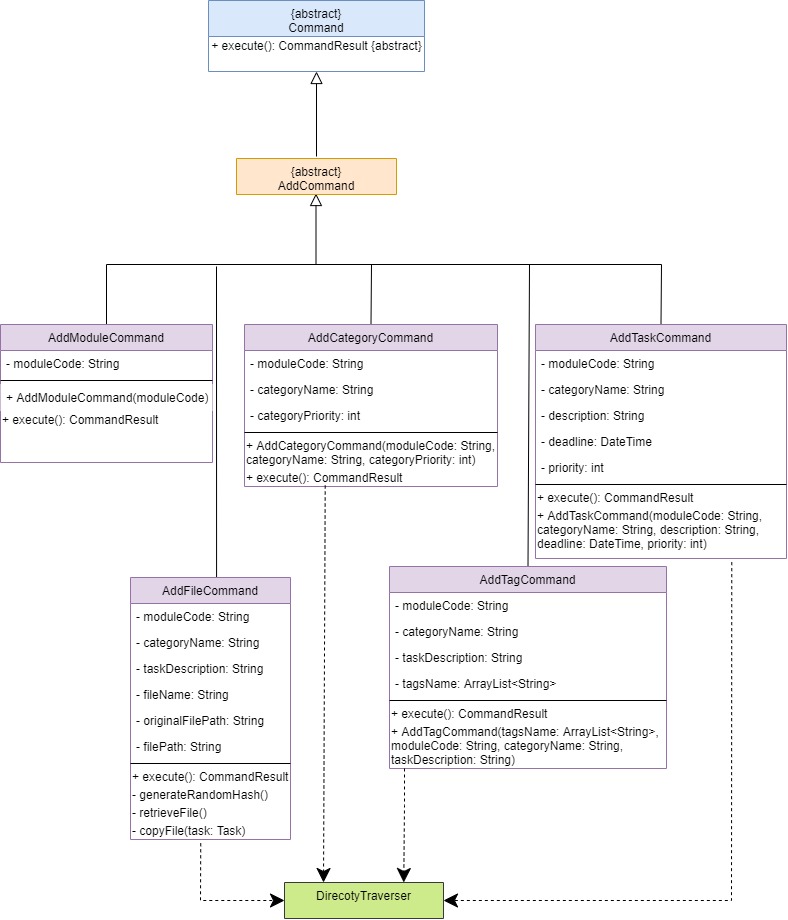 {abstract}
Command
+ execute(): CommandResult {abstract}
{abstract}
AddCommand
AddModuleCommand
- moduleCode: String
+ AddModuleCommand(moduleCode)
+ execute(): CommandResult
AddCategoryCommand
- moduleCode: String
- categoryName: String
- categoryPriority: int
+ AddCategoryCommand(moduleCode: String,
categoryName: String, categoryPriority: int)
+ execute(): CommandResult
AddTaskCommand
- moduleCode: String
- categoryName: String
- description: String
- deadline: DateTime
- priority: int
+ execute(): CommandResult
+ AddTaskCommand(moduleCode: String,
categoryName: String, description: String,
deadline: DateTime, priority: int)
AddFileCommand
- moduleCode: String
- categoryName: String
- taskDescription: String
- fileName: String
- originalFilePath: String
- filePath: String
+ execute(): CommandResult
- generateRandomHash()
- retrieveFile()
- copyFile(task: Task)
AddTagCommand
- moduleCode: String
- categoryName: String
- taskDescription: String
- tagsName: ArrayList<String>
+ execute(): CommandResult
+ AddTagCommand(tagsName: ArrayList<String>,
moduleCode: String, categoryName: String,
taskDescription: String)
DirecotyTraverser